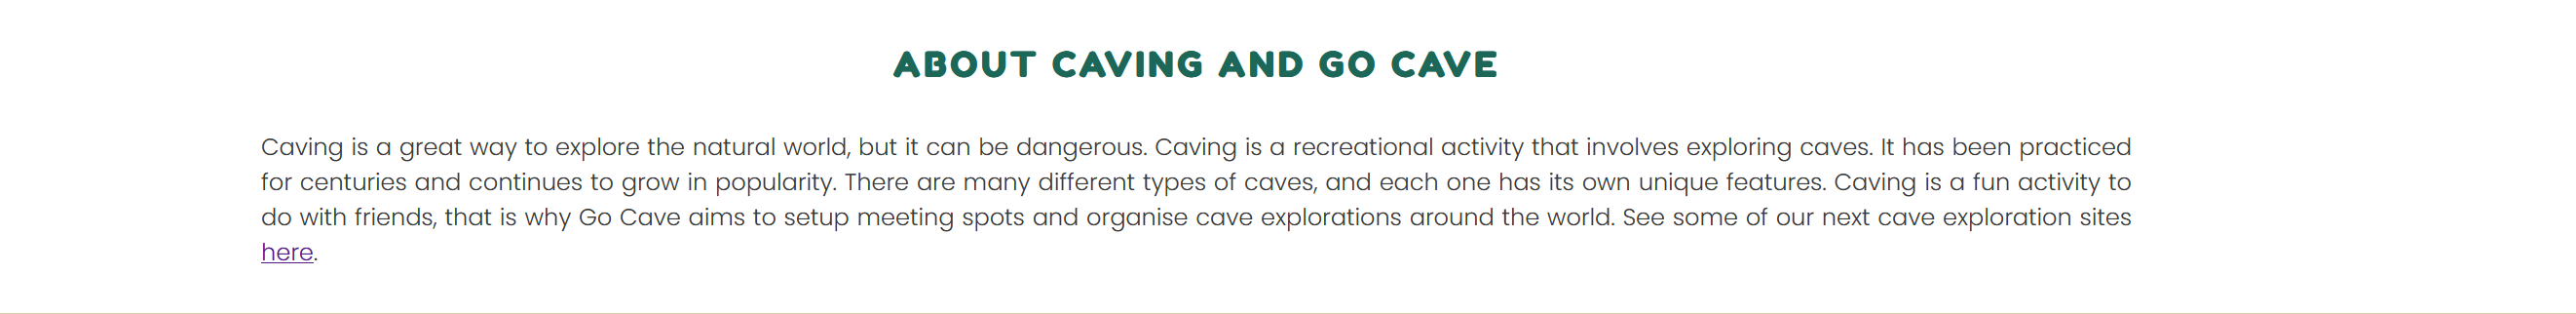 ABOUT CAVING AND GO CAVE
Caving is a great way to explore the natural world, but it can be dangerous. Caving is a recreational activity that involves exploring caves. It has been practiced
for centuries and continues to grow in popularity. There are many different types of caves, and each one has its own unique features. Caving is a fun activity to
do with friends, that is why Go Cave aims to setup meeting spots and organise cave explorations around the world. See some of our next cave exploration sites
here.